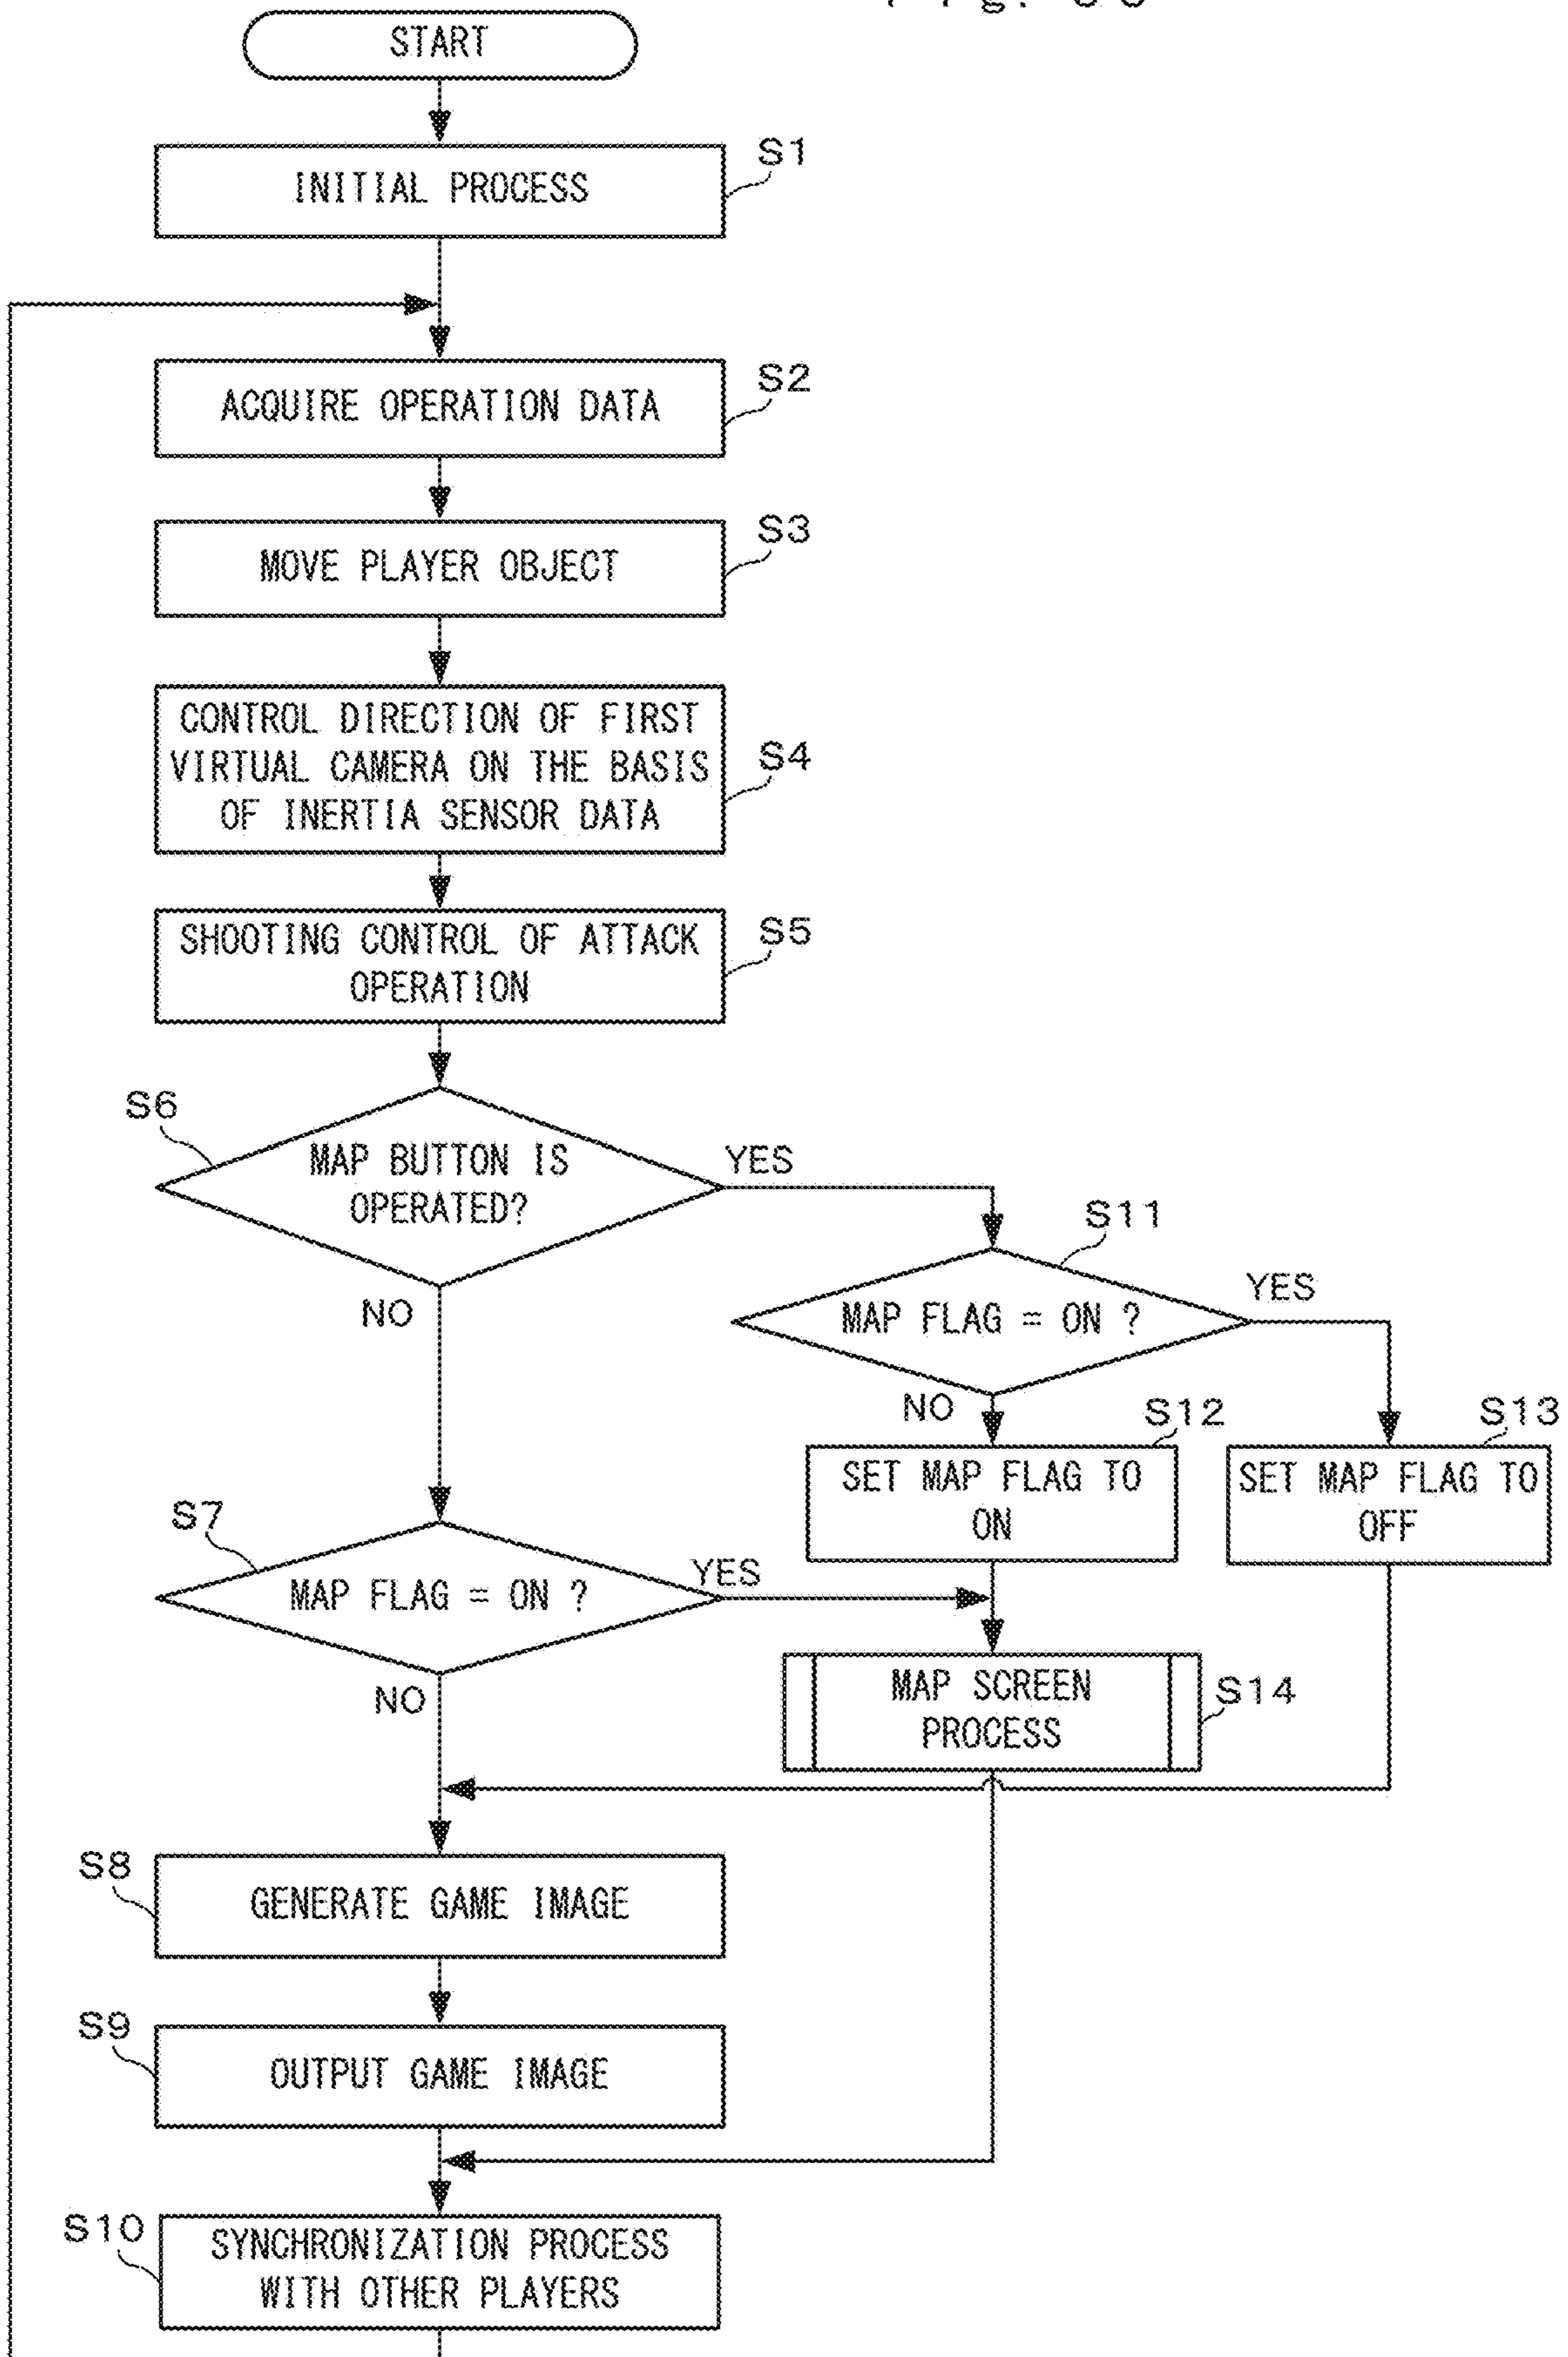 START
S1
INITIAL PROCESS
S2
ACQUIRE OPERATION DATA
S3
MOVE PLAYER OBJECT
S4
CONTROL DIRECTION OF FIRST
VIRTUAL CAMERA ON THE BASIS
OF INERTIA SENSOR DATA
S5
SHOOTING CONTROL OF ATTACK
OPERATION
S6
MAP BUTTON IS
OPERATED?
YES
NO
S11
MAP FLAG = ON ?
YES
NO
S12
SET MAP FLAG TO
ON
S13
SET MAP FLAG TO
OFF
S7
MAP FLAG = ON ?
YES
NO
MAP SCREEN
PROCESS
S14
S8
GENERATE GAME IMAGE
S9
OUTPUT GAME IMAGE
S10
SYNCHRONIZATION PROCESS
WITH OTHER PLAYERS